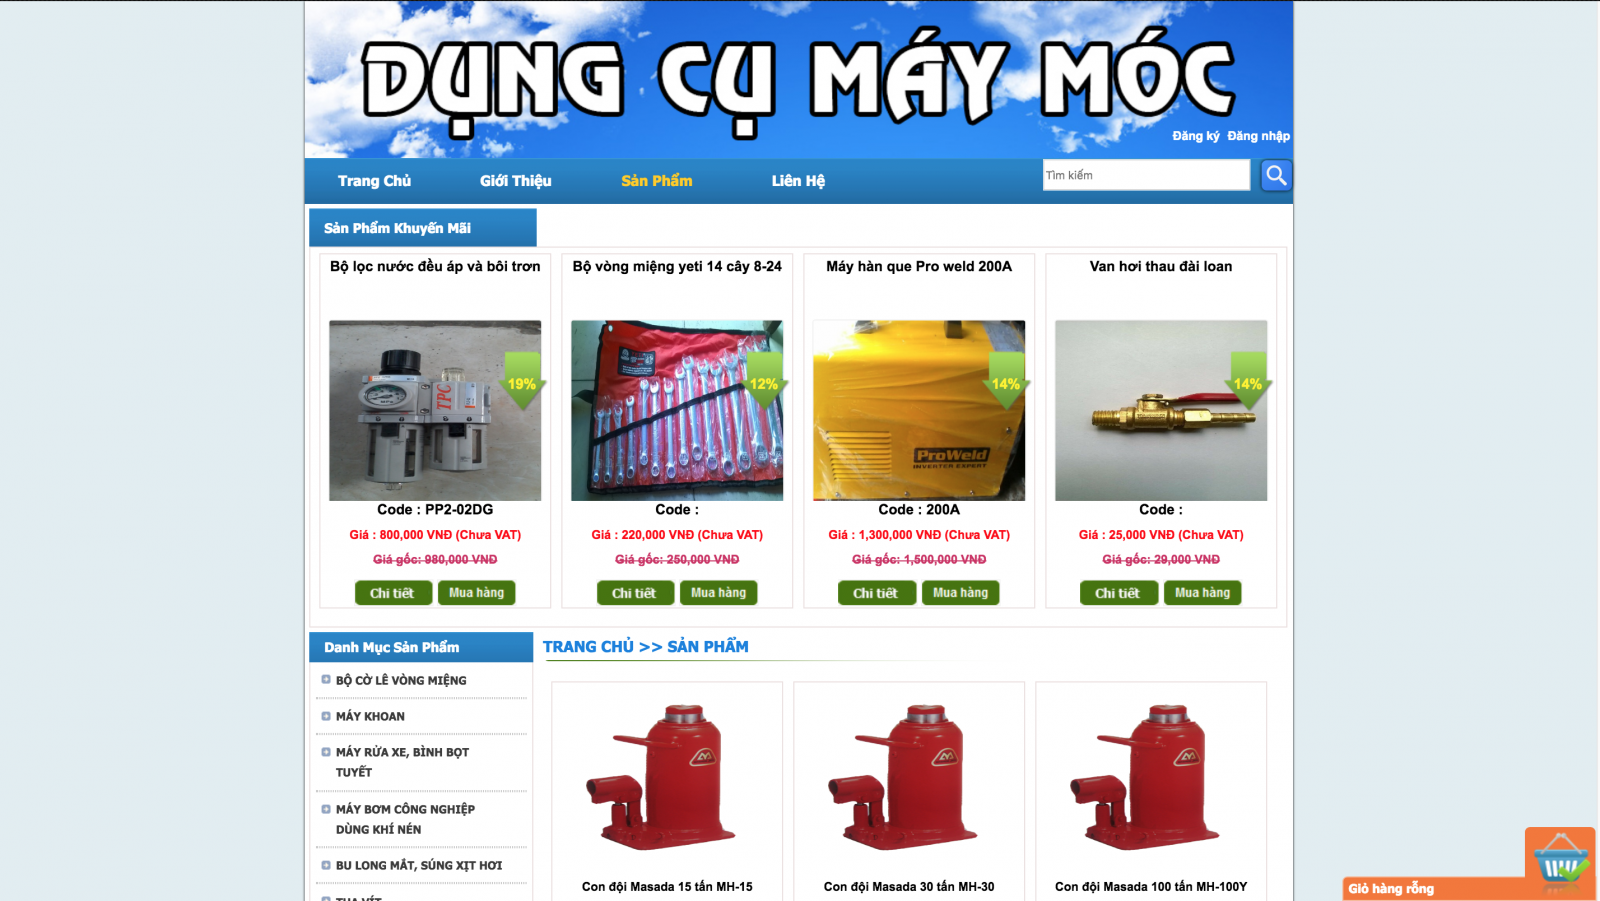 DỤNG CỤ MÁY MÓC
Đăng ký Đăng nhập
Trang Chủ
Giới Thiệu
Sản Phẩm
Liên Hệ
Tìm kiếm
Sản Phẩm Khuyến Mãi
Bộ lọc nước đều áp và bôi trơn
19%
TPC
Code : PP2-02DG
Giá : 800,000 VNĐ (Chưa VAT)
Giá gốc: 980,000 VNĐ
Chi tiết
Mua hàng
Bộ vòng miệng yeti 14 cây 8-24
12%
Code :
Giá : 220,000 VNĐ (Chưa VAT)
Giá gốc: 250,000 VNĐ
Chi tiết
Mua hàng
Máy hàn que Pro weld 200A
14%
ProWeld
INVERTER EXPERT
Code : 200A
Giá : 1,300,000 VNĐ (Chưa VAT)
Giá gốc: 1,500,000 VNĐ
Chi tiết
Mua hàng
Van hơi thau đài loan
14%
Code :
Giá : 25,000 VNĐ (Chưa VAT)
Giá gốc: 29,000 VNĐ
Chi tiết
Mua hàng
Danh Mục Sản Phẩm
BỘ CỜ LÊ VÒNG MIỆNG
MÁY KHOAN
MÁY RỬA XE, BÌNH BỌT
TUYẾT
MÁY BƠM CÔNG NGHIỆP
DÙNG KHÍ NÉN
BU LONG MẮT, SÚNG XỊT HƠI
TUA VÍT
TRANG CHỦ >> SẢN PHẨM
Con đội Masada 15 tấn MH-15
Con đội Masada 30 tấn MH-30
Con đội Masada 100 tấn MH-100Y
Giỏ hàng rỗng